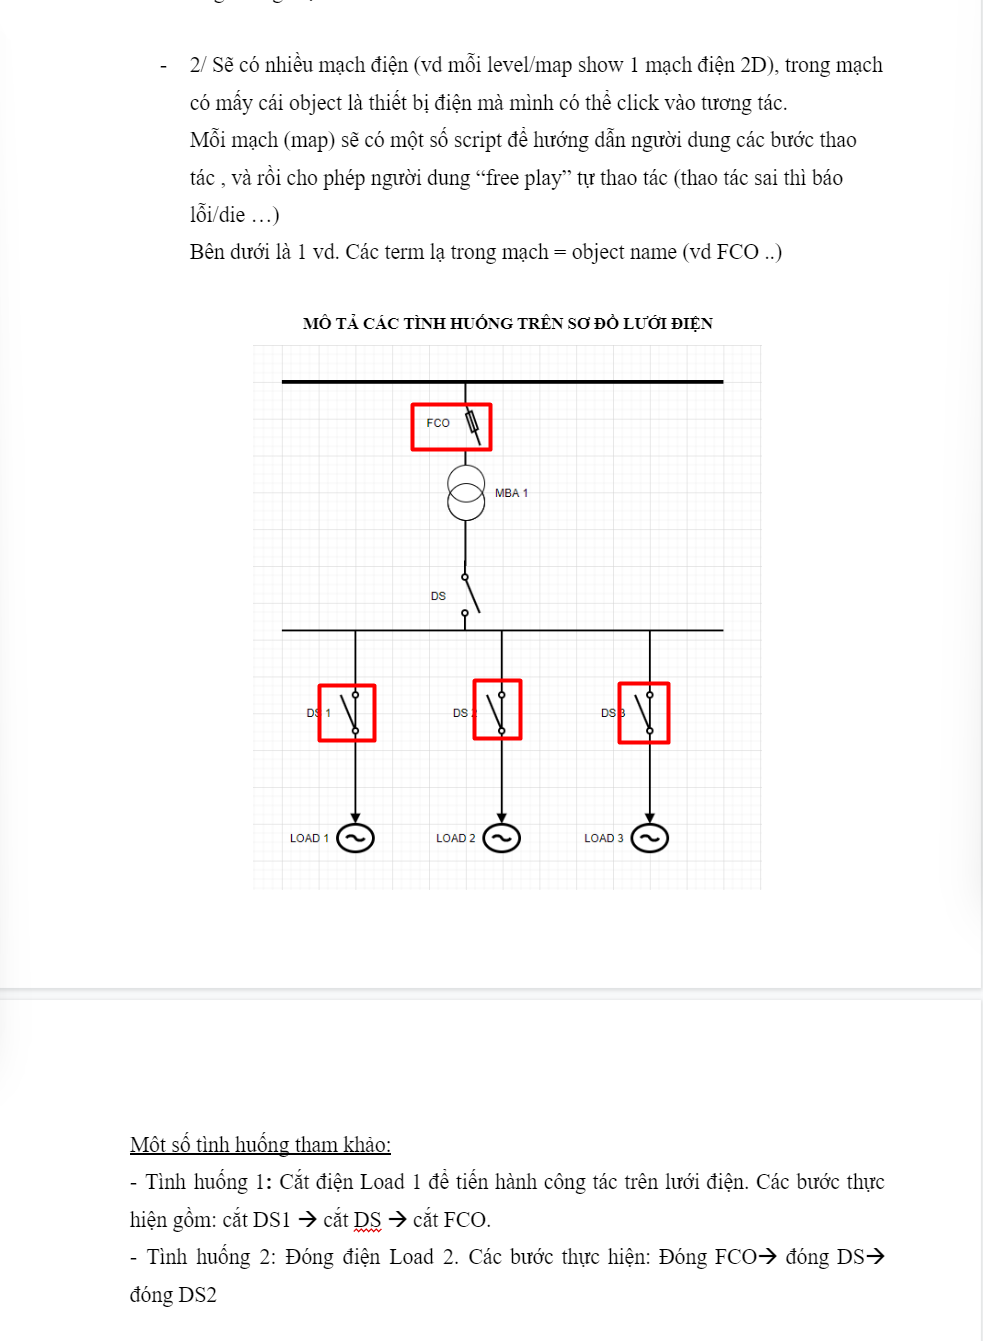 - 2/ Sẽ có nhiều mạch điện (vd mỗi level/map show 1 mạch điện 2D), trong mạch
có mấy cái object là thiết bị điện mà mình có thể click vào tương tác.
Mỗi mạch (map) sẽ có một số script để hướng dẫn người dung các bước thao
tác , và rồi cho phép người dung “free play” tự thao tác (thao tác sai thì báo
lỗi/die …)
Bên dưới là 1 vd. Các term lạ trong mạch = object name (vd FCO ..)
MÔ TẢ CÁC TÌNH HUỐNG TRÊN SƠ ĐỒ LƯỚI ĐIỆN
FCO
MBA 1
DS
DS 1 DS 2 DS 3
LOAD 1 LOAD 2 LOAD 3
Một số tình huống tham khảo:
- Tình huống 1: Cắt điện Load 1 để tiến hành công tác trên lưới điện. Các bước thực
hiện gồm: cắt DS1 → cắt DS → cắt FCO.
- Tình huống 2: Đóng điện Load 2. Các bước thực hiện: Đóng FCO→ đóng DS→
đóng DS2